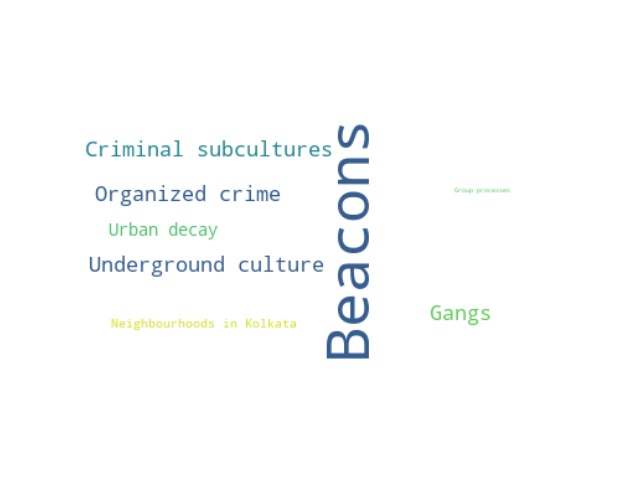 Criminal subcultures
Organized crime
Urban decay
Underground culture
Neighbourhoods in Kolkata
Beacons
Group processes
Gangs